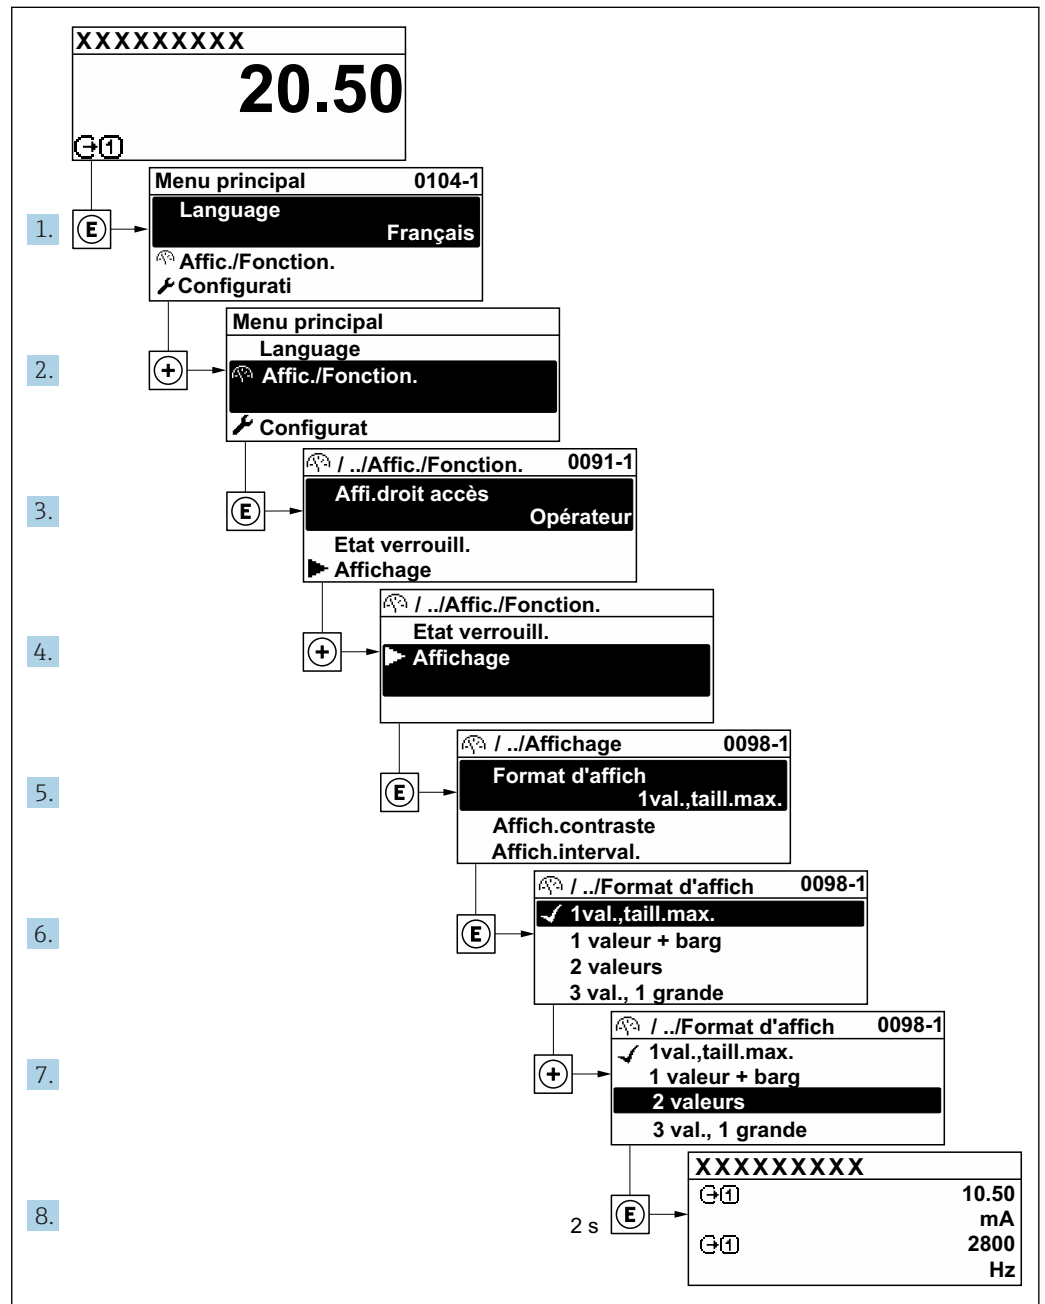 XXXXXXXXX
20.50
1
Menu principal 0104-1
Language
1. E Français
Affic./Fonction.
Configurati
Menu principal
Language
2. + Affic./Fonction.
Configurat
/ ../Affic./Fonction. 0091-1
Affi.droit accès
3. E Opérateur
Etat verrouill.
Affichage
/ ../Affic./Fonction.
Etat verrouill.
4. + Affichage
/ ../Affichage 0098-1
Format d'affich
5. E 1val.,taill.max.
Affich.contraste
Affich.interval.
/ ../Format d'affich 0098-1
1val.,taill.max.
6. E 1 valeur + barg
2 valeurs
3 val., 1 grande
/ ../Format d'affich 0098-1
1val.,taill.max.
7. + 1 valeur + barg
2 valeurs
3 val., 1 grande
XXXXXXXXX
1 10.50
8. 2 s E mA
1 2800
Hz